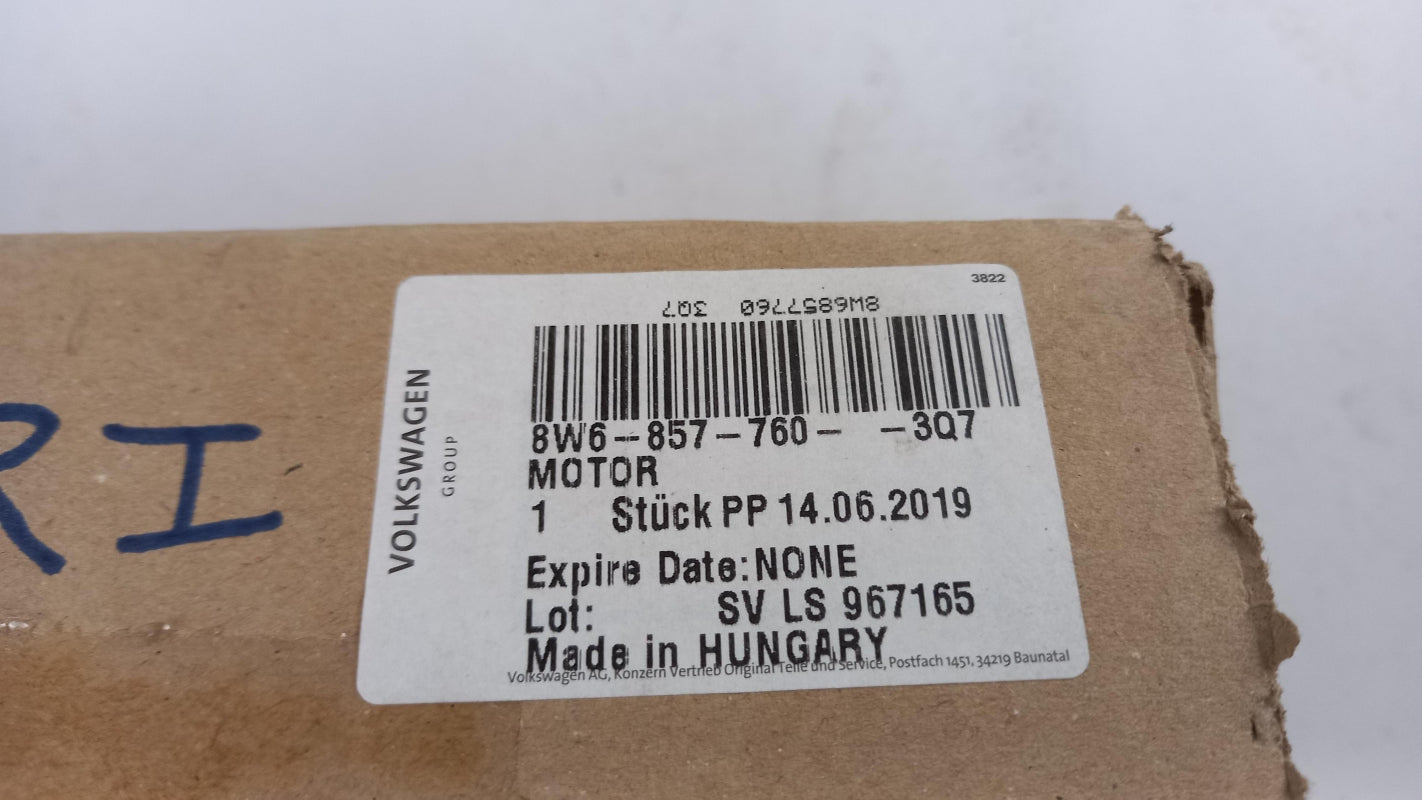 RI
3822
8W6857760 3Q7
VOLKSWAGEN
GROUP
8W6-857-760- -3Q7
MOTOR
1 Stück PP 14.06.2019
Expire Date:NONE
Lot: SV LS 967165
Made in HUNGARY
Volkswagen AG, Konzern Vertrieb Original Teile und Service, Postfach 1451, 34219 Baunatal